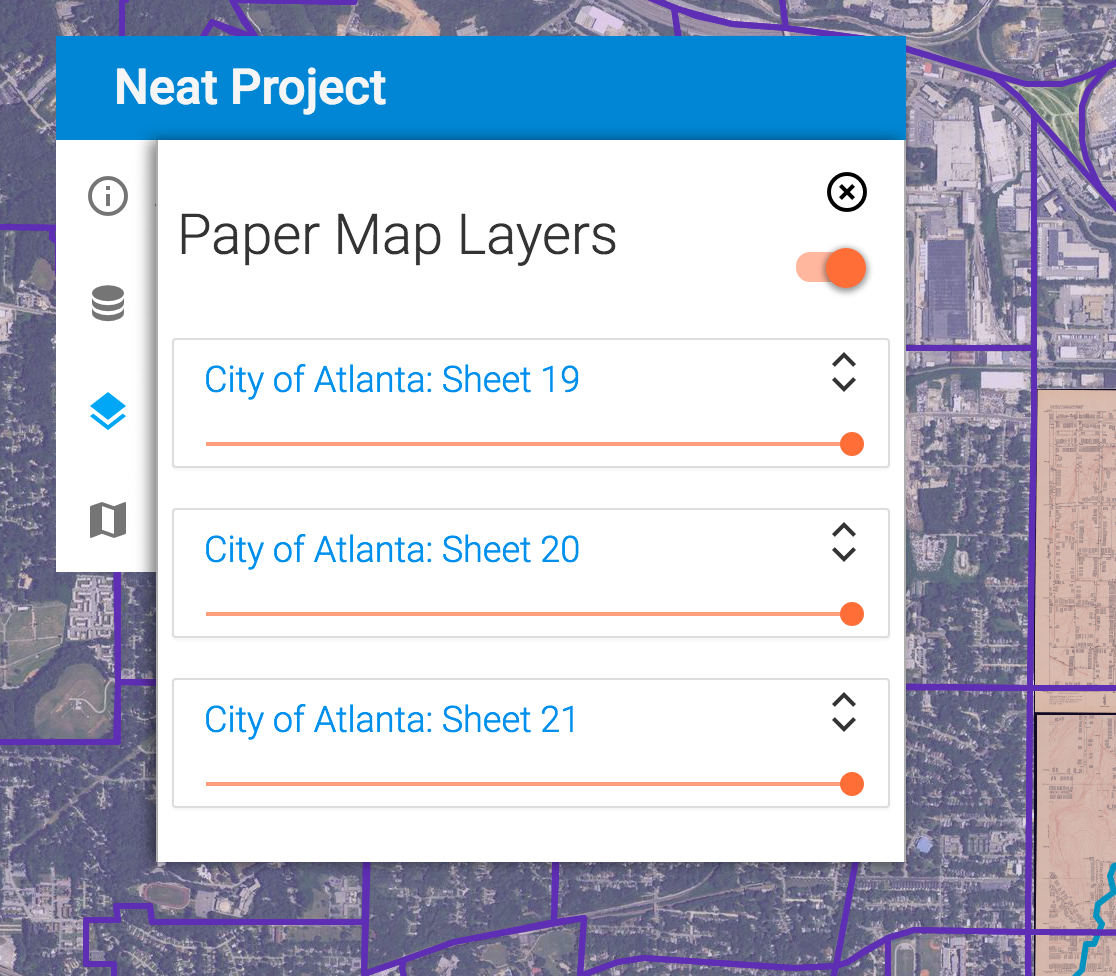 Neat Project
Paper Map Layers
City of Atlanta: Sheet 19
City of Atlanta: Sheet 20
City of Atlanta: Sheet 21